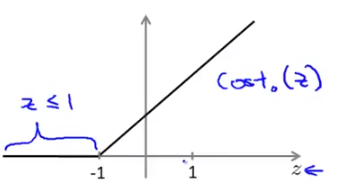 z ≤ 1
cost₀(z)
-1
1
z ←